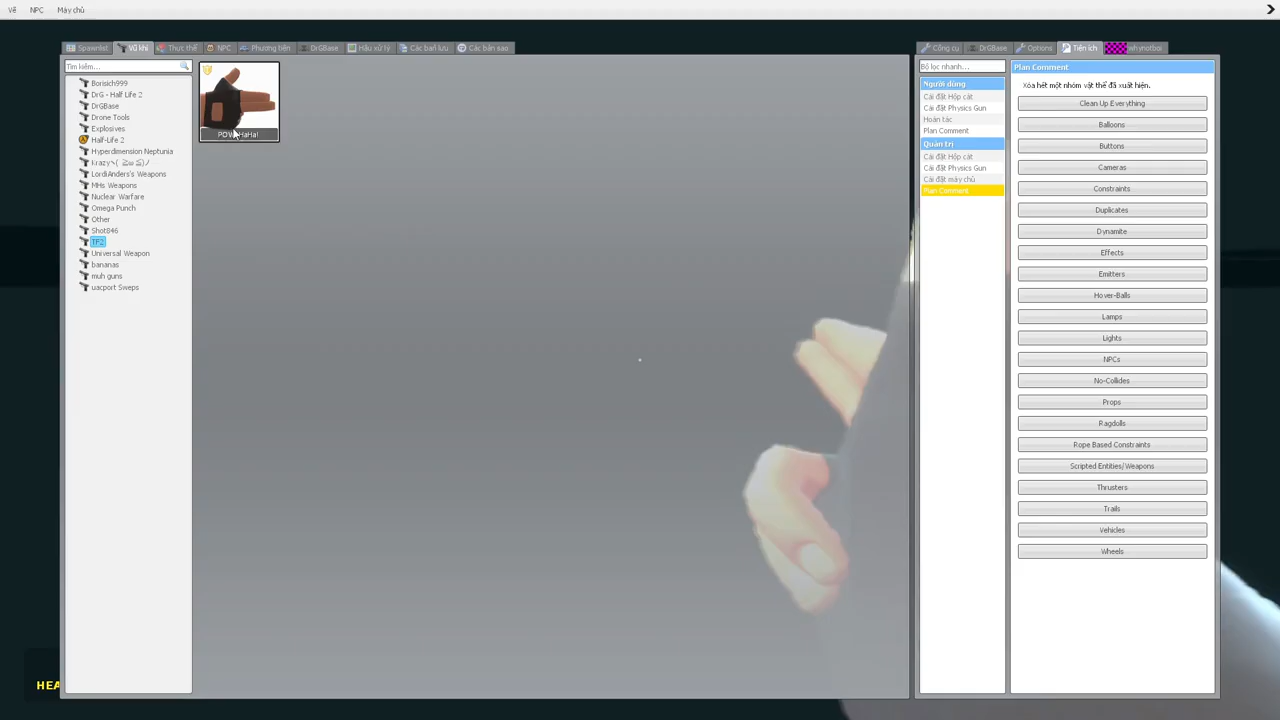 Vẽ NPC Máy chủ
Spawnlist Vũ khí Thực thể NPC Phương tiện DrGBase Hậu xử lý Các bản lưu Các bản sao
Tìm kiếm...
Borisich999
DrG - Half Life 2
DrGBase
Drone Tools
Explosives
Half-Life 2
Hyperdimension Neptunia
LordiAnders's Weapons
MHs Weapons
Nuclear Warfare
Omega Punch
Other
Shot846
TF2
Universal Weapon
bananas
muh guns
uacport Sweps
HEA
Công cụ DrGBase Options Tiện ích whynotboi
Bộ lọc nhanh...
Người dùng
Cài đặt Hộp cát
Cài đặt Physics Gun
Hoàn tác
Plan Comment
Quản trị
Cài đặt Hộp cát
Cài đặt Physics Gun
Cài đặt máy chủ
Plan Comment
Plan Comment
Xóa hết một nhóm vật thể đã xuất hiện.
Clean Up Everything
Balloons
Buttons
Cameras
Constraints
Duplicates
Dynamite
Effects
Emitters
Hover-Balls
Lamps
Lights
NPCs
No-Collides
Props
Ragdolls
Rope Based Constraints
Scripted Entities/Weapons
Thrusters
Trails
Vehicles
Wheels